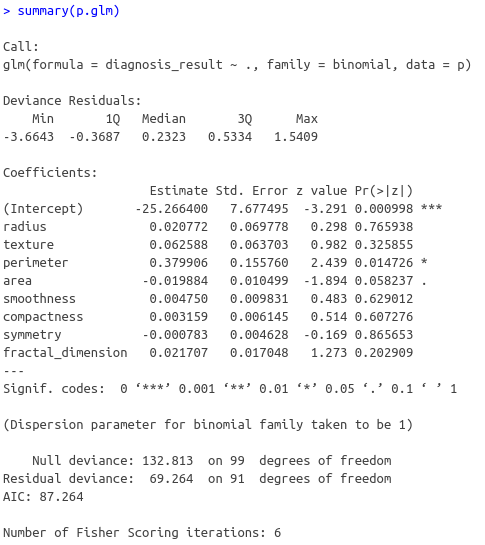 > summary(p.glm)
Call:
glm(formula = diagnosis_result ~ ., family = binomial, data = p)
Deviance Residuals:
    Min       1Q   Median       3Q      Max
-3.6643  -0.3687   0.2323   0.5334   1.5409
Coefficients:
                    Estimate Std. Error z value Pr(>|z|)
(Intercept)       -25.266400   7.677495  -3.291 0.000998 ***
radius              0.020772   0.069778   0.298 0.765938
texture             0.062588   0.063703   0.982 0.325855
perimeter           0.379906   0.155760   2.439 0.014726 *
area               -0.019884   0.010499  -1.894 0.058237 .
smoothness          0.004750   0.009831   0.483 0.629012
compactness         0.003159   0.006145   0.514 0.607276
symmetry           -0.000783   0.004628  -0.169 0.865653
fractal_dimension   0.021707   0.017048   1.273 0.202909
---
Signif. codes:  0 ‘***’ 0.001 ‘**’ 0.01 ‘*’ 0.05 ‘.’ 0.1 ‘ ’ 1
(Dispersion parameter for binomial family taken to be 1)
    Null deviance: 132.813  on 99  degrees of freedom
Residual deviance:  69.264  on 91  degrees of freedom
AIC: 87.264
Number of Fisher Scoring iterations: 6